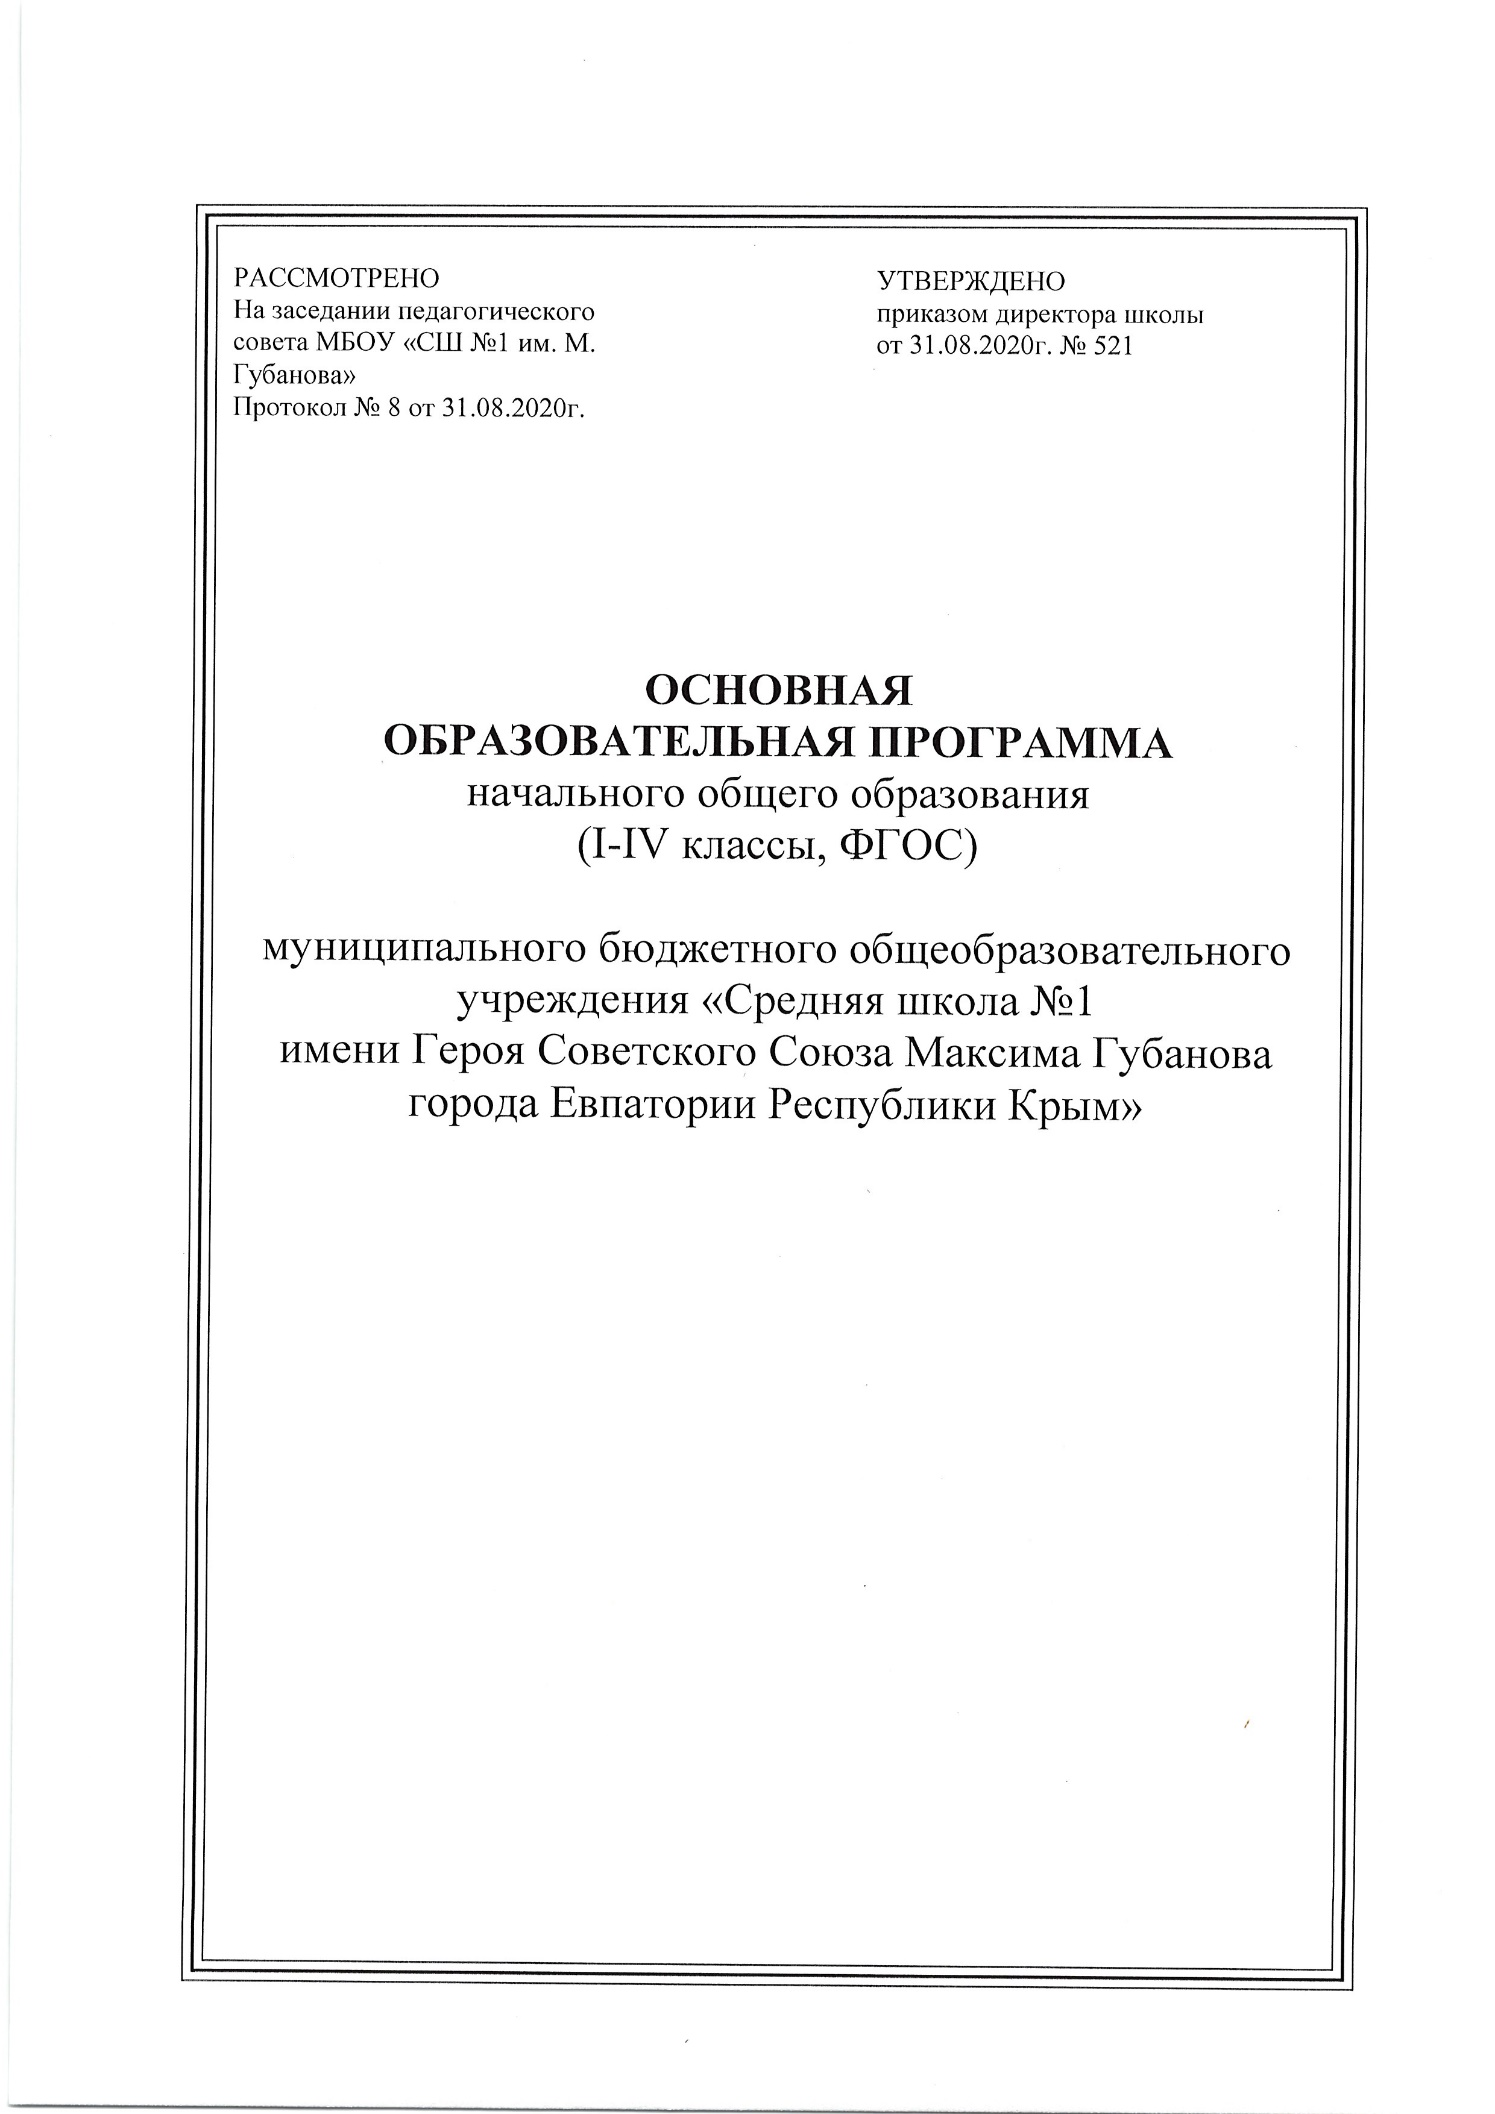 РАССМОТРЕНО
На заседании педагогического
совета МБОУ «СШ №1 им. М.
Губанова»
Протокол № 8 от 31.08.2020г.
УТВЕРЖДЕНО
приказом директора школы
от 31.08.2020г. № 521
ОСНОВНАЯ
ОБРАЗОВАТЕЛЬНАЯ ПРОГРАММА
начального общего образования
(I-IV классы, ФГОС)
муниципального бюджетного общеобразовательного
учреждения «Средняя школа №1
имени Героя Советского Союза Максима Губанова
города Евпатории Республики Крым»